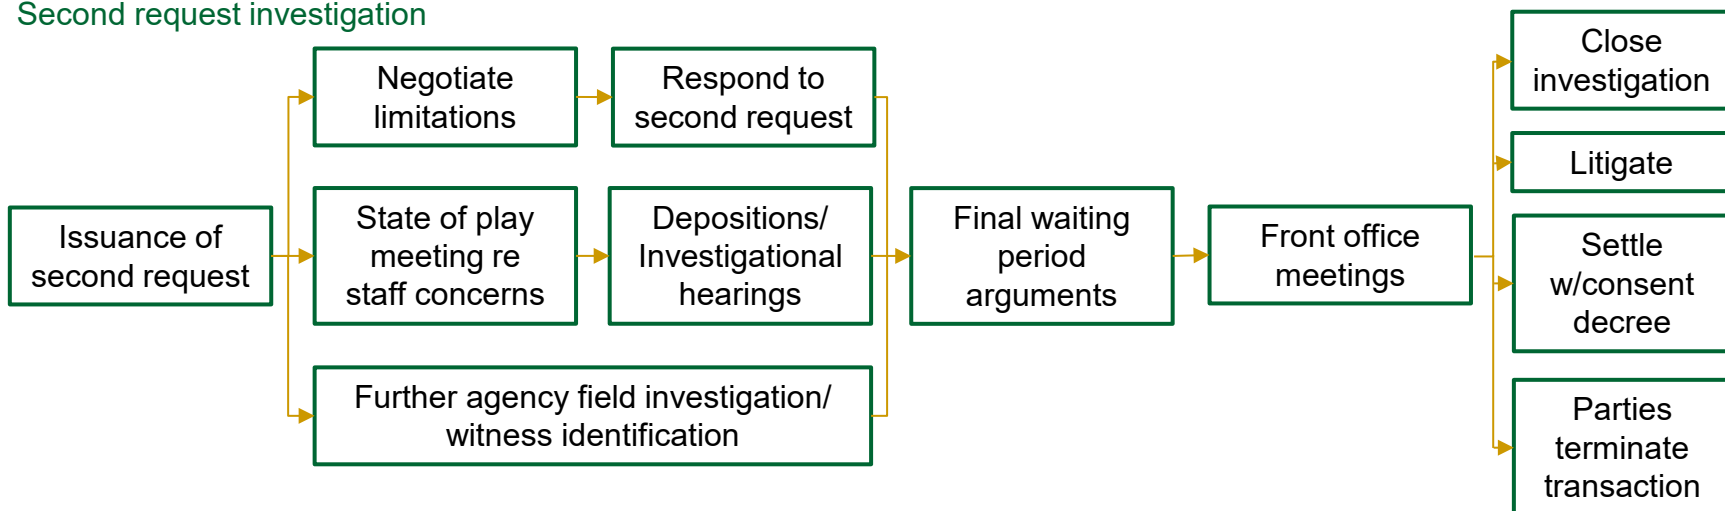 Second request investigation
Issuance of
second request
Negotiate
limitations
Respond to
second request
State of play
meeting re
staff concerns
Depositions/
Investigational
hearings
Further agency field investigation/
witness identification
Final waiting
period
arguments
Front office
meetings
Close
investigation
Litigate
Settle
w/consent
decree
Parties
terminate
transaction